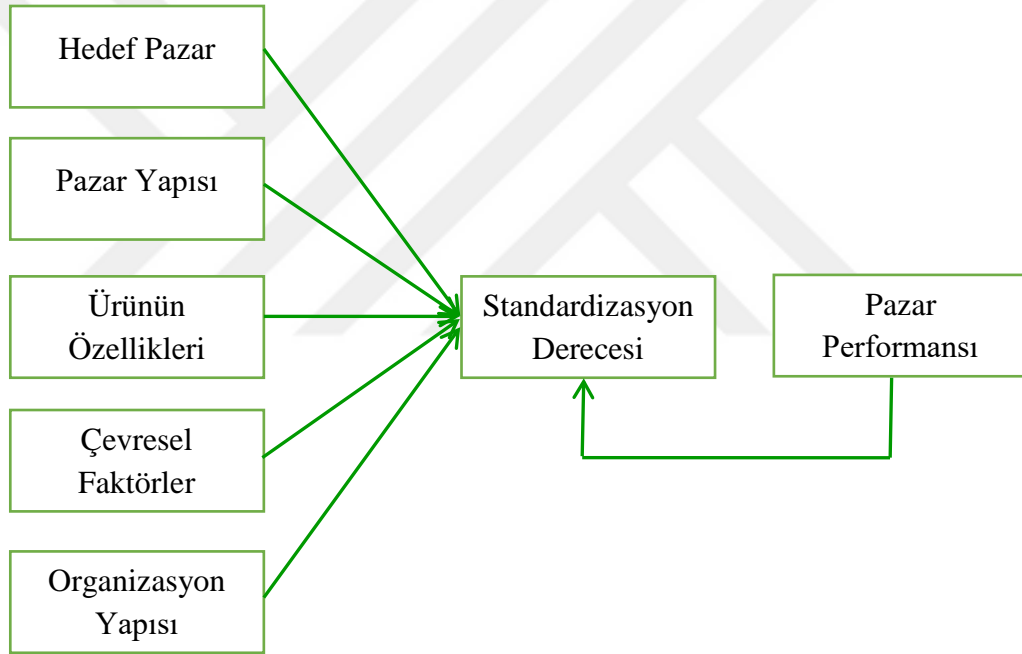 Hedef Pazar
Pazar Yapısı
Ürünün
Özellikleri
Çevresel
Faktörler
Organizasyon
Yapısı
Standardizasyon
Derecesi
Pazar
Performansı